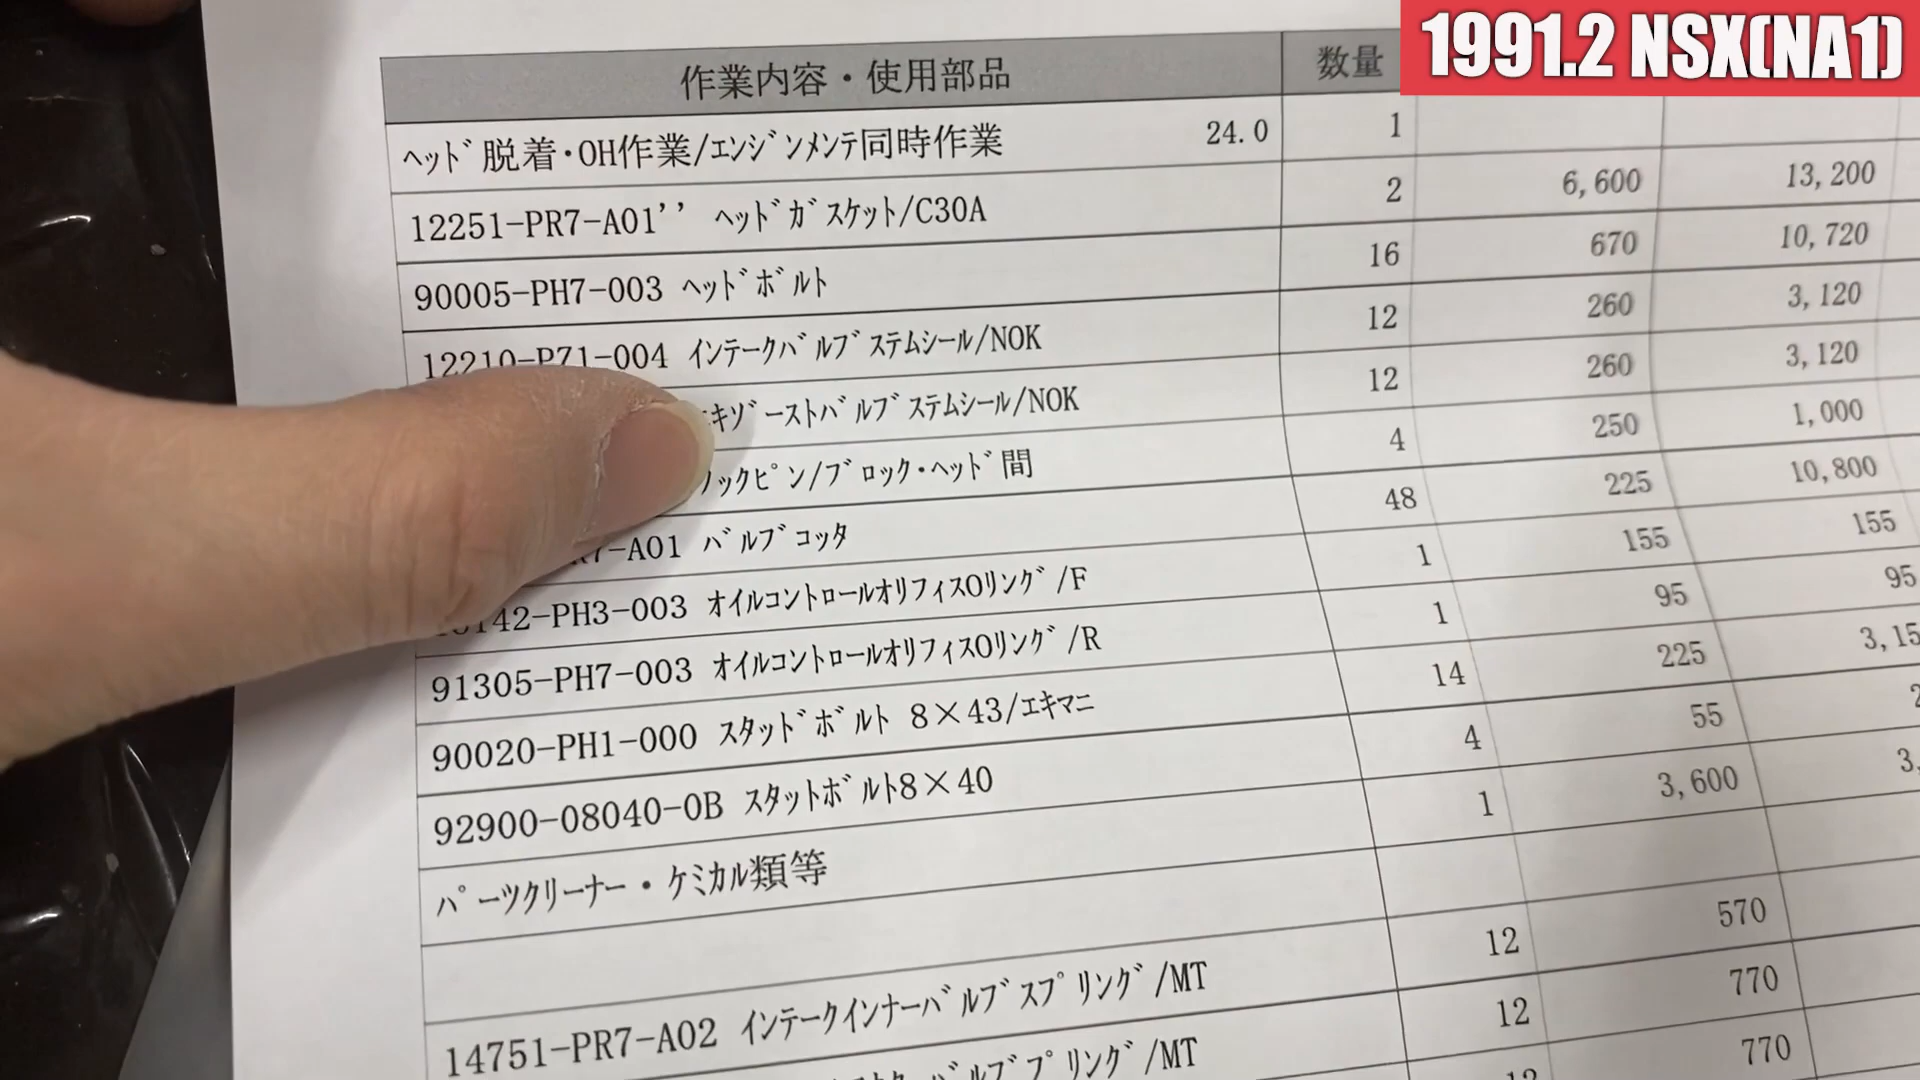 1991.2 NSX(NA1)
作業内容・使用部品 数量
ﾍｯﾄﾞ脱着・OH作業/ｴﾝｼﾞﾝﾒﾝﾃ同時作業 24.0 1
12251-PR7-A01'' ﾍｯﾄﾞｶﾞｽｹｯﾄ/C30A 2 6,600 13,200
90005-PH7-003 ﾍｯﾄﾞﾎﾞﾙﾄ 16 670 10,720
12210-PZ1-004 ｲﾝﾃｰｸﾊﾞﾙﾌﾞｽﾃﾑｼｰﾙ/NOK 12 260 3,120
ｷｿﾞｰｽﾄﾊﾞﾙﾌﾞｽﾃﾑｼｰﾙ/NOK 12 260 3,120
ﾉｯｸﾋﾟﾝ/ﾌﾞﾛｯｸ・ﾍｯﾄﾞ間 4 250 1,000
7-A01 ﾊﾞﾙﾌﾞｺｯﾀ 48 225 10,800
142-PH3-003 ｵｲﾙｺﾝﾄﾛｰﾙｵﾘﾌｨｽOﾘﾝｸﾞ/F 1 155 155
91305-PH7-003 ｵｲﾙｺﾝﾄﾛｰﾙｵﾘﾌｨｽOﾘﾝｸﾞ/R 1 95 95
90020-PH1-000 ｽﾀｯﾄﾞﾎﾞﾙﾄ 8×43/ｴｷﾏﾆ 14 225 3,15
92900-08040-0B ｽﾀｯﾄﾎﾞﾙﾄ8×40 4 55 2
ﾊﾟｰﾂｸﾘｰﾅｰ・ｹﾐｶﾙ類等 1 3,600 3,
14751-PR7-A02 ｲﾝﾃｰｸｲﾝﾅｰﾊﾞﾙﾌﾞｽﾌﾟﾘﾝｸﾞ/MT 12 570
ﾘﾝｸﾞ/MT 12 770
12 770